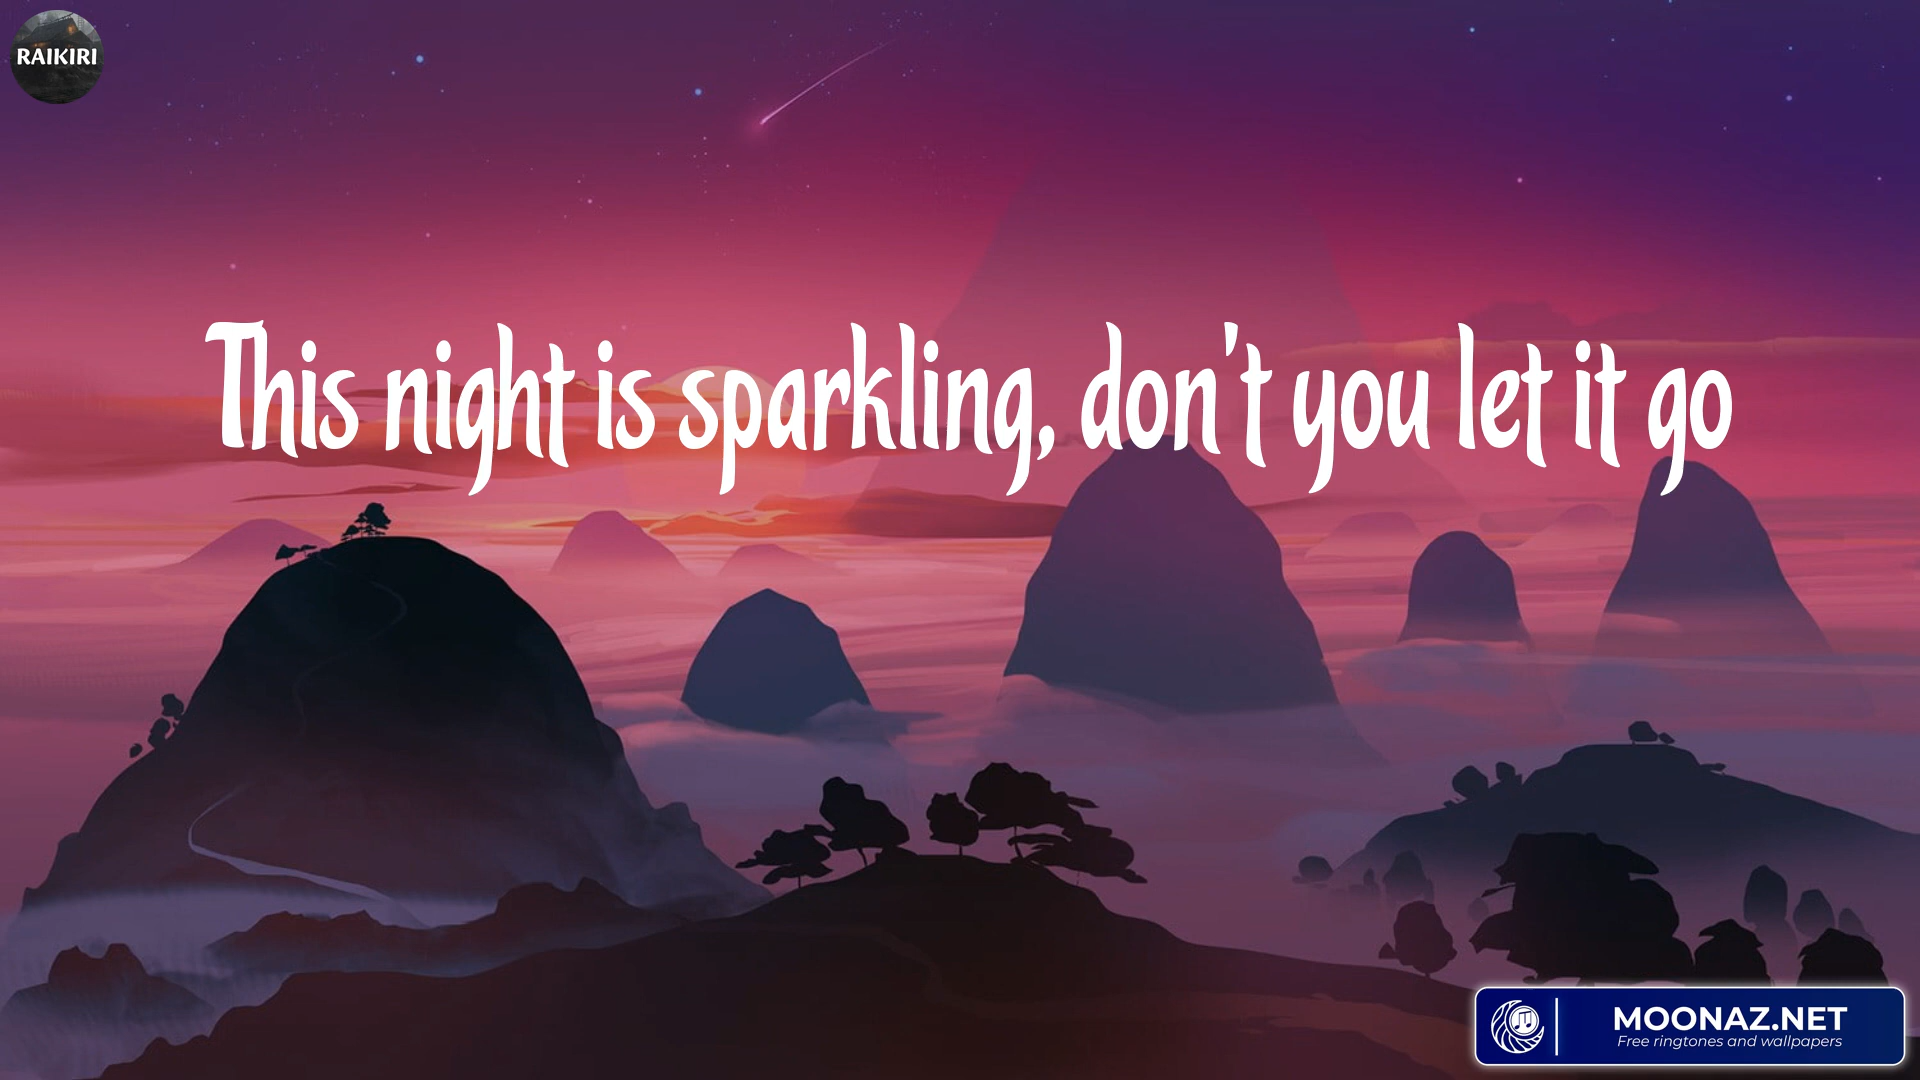 RAIKIRI
This night is sparkling, don't you let it go
MOONAZ.NET
Free ringtones and wallpapers